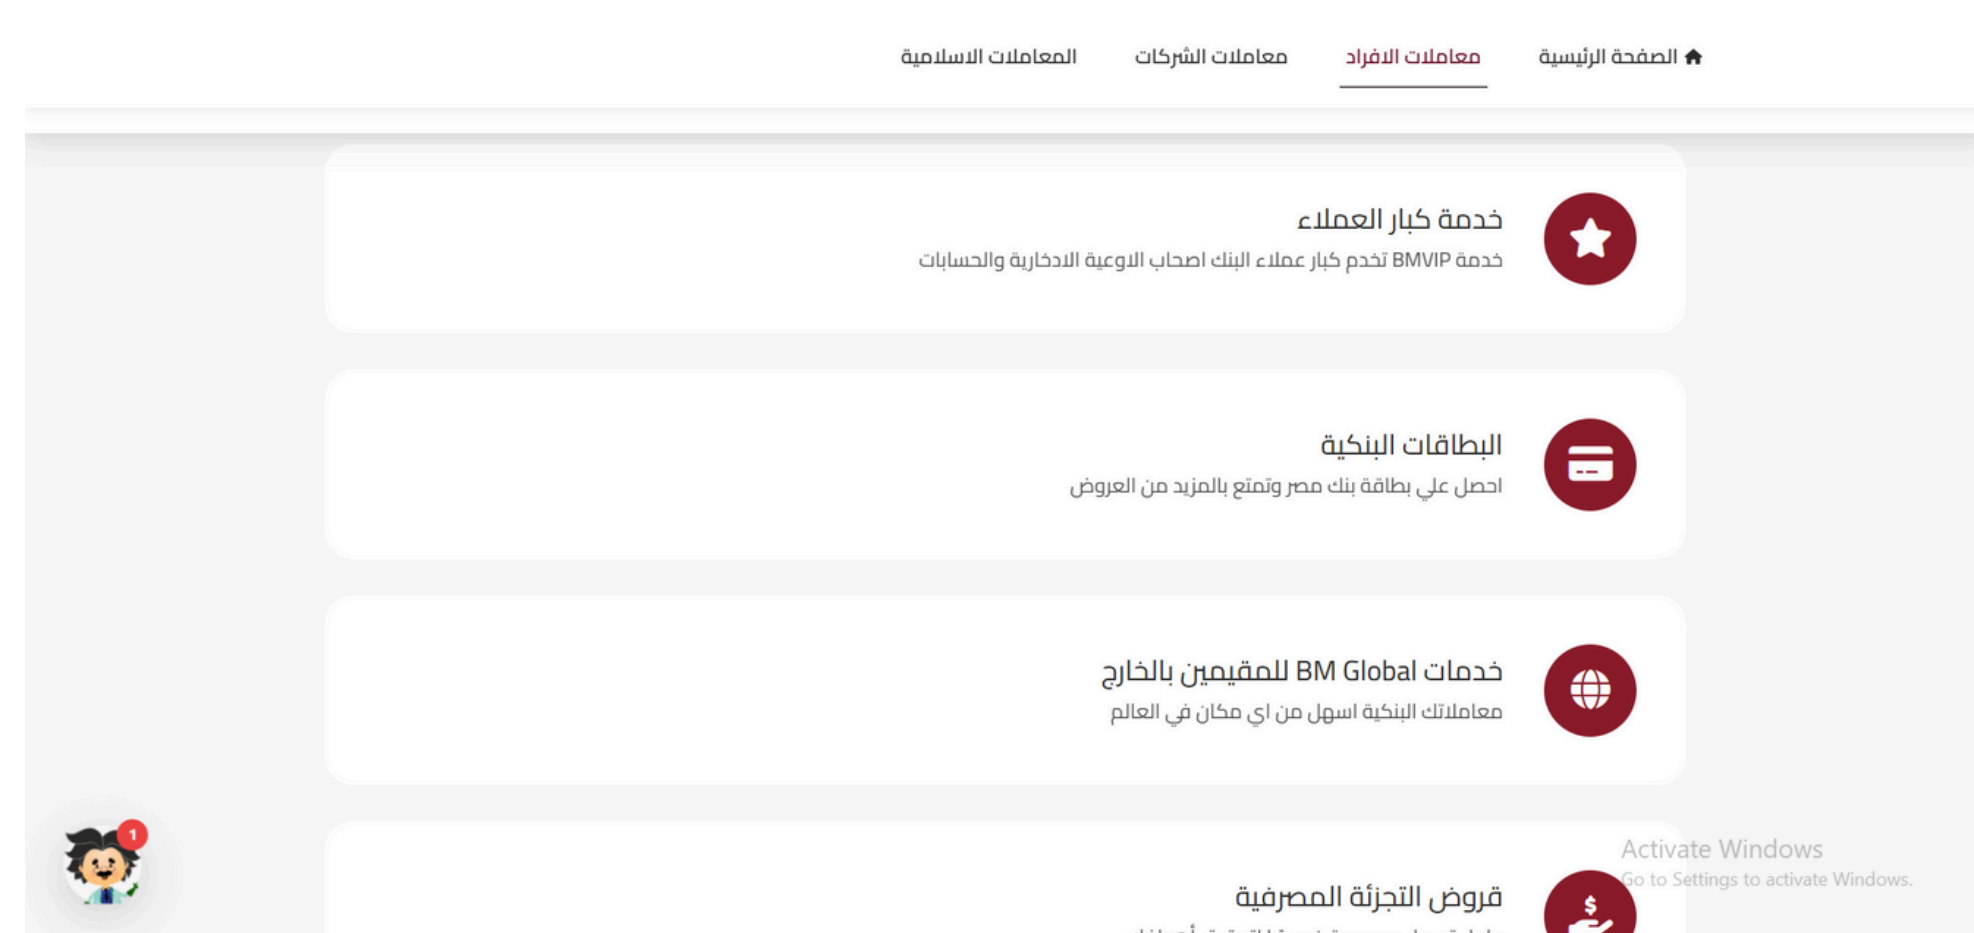 الصفحة الرئيسية
معاملات الافراد
معاملات الشركات
المعاملات الاسلامية
خدمة كبار العملاء
خدمة BMVIP تخدم كبار عملاء البنك اصحاب الاوعية الادخارية والحسابات
البطاقات البنكية
احصل علي بطاقة بنك مصر وتمتع بالمزيد من العروض
خدمات BM Global للمقيمين بالخارج
معاملاتك البنكية اسهل من اي مكان في العالم
قروض التجزئة المصرفية
1
Activate Windows
Go to Settings to activate Windows.